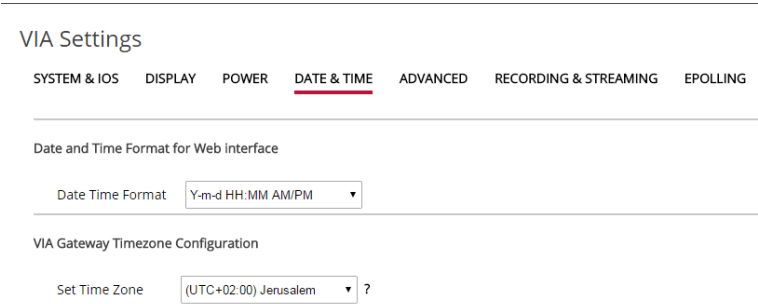 VIA Settings
SYSTEM & IOS DISPLAY POWER DATE & TIME ADVANCED RECORDING & STREAMING EPOLLING
Date and Time Format for Web interface
Date Time Format Y-m-d HH:MM AM/PM
VIA Gateway Timezone Configuration
Set Time Zone (UTC+02:00) Jerusalem ?